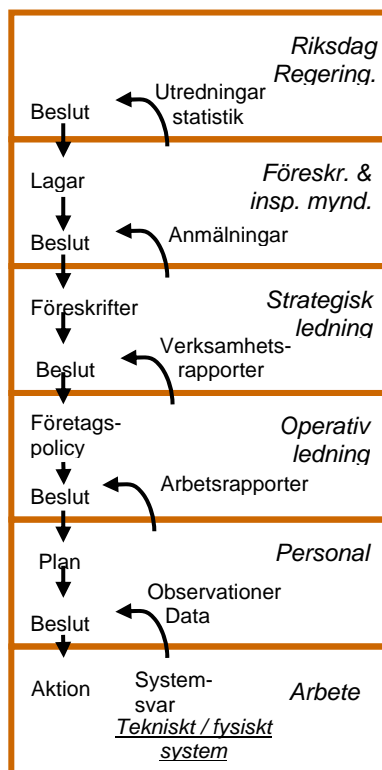 Riksdag
Regering.
Utredningar
statistik
Beslut
Lagar
Föreskr. &
insp. mynd.
Beslut
Anmälningar
Föreskrifter
Strategisk
ledning
Verksamhets-
rapporter
Beslut
Företags-
policy
Operativ
ledning
Beslut
Arbetsrapporter
Plan
Personal
Observationer
Data
Beslut
Aktion
System-
svar
Arbete
Tekniskt / fysiskt
system